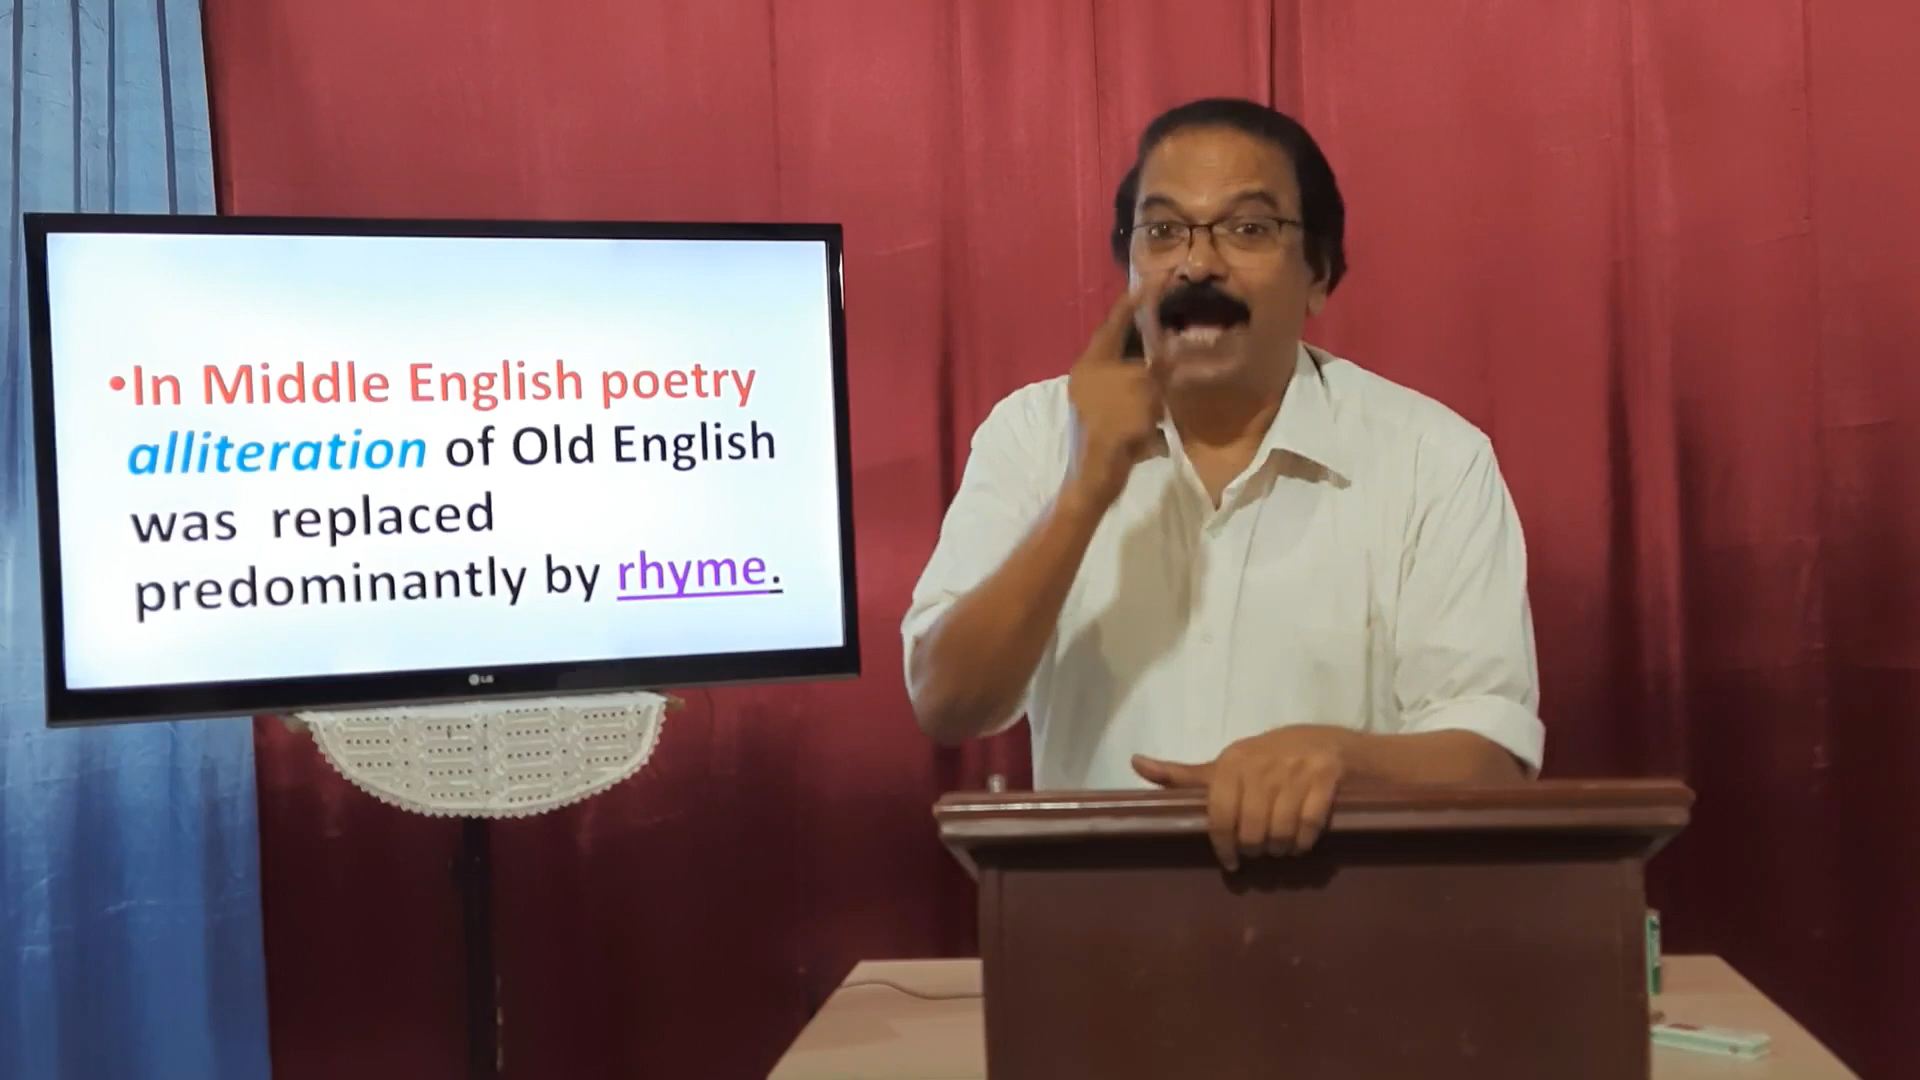 •In Middle English poetry
alliteration of Old English
was replaced
predominantly by rhyme.
LG